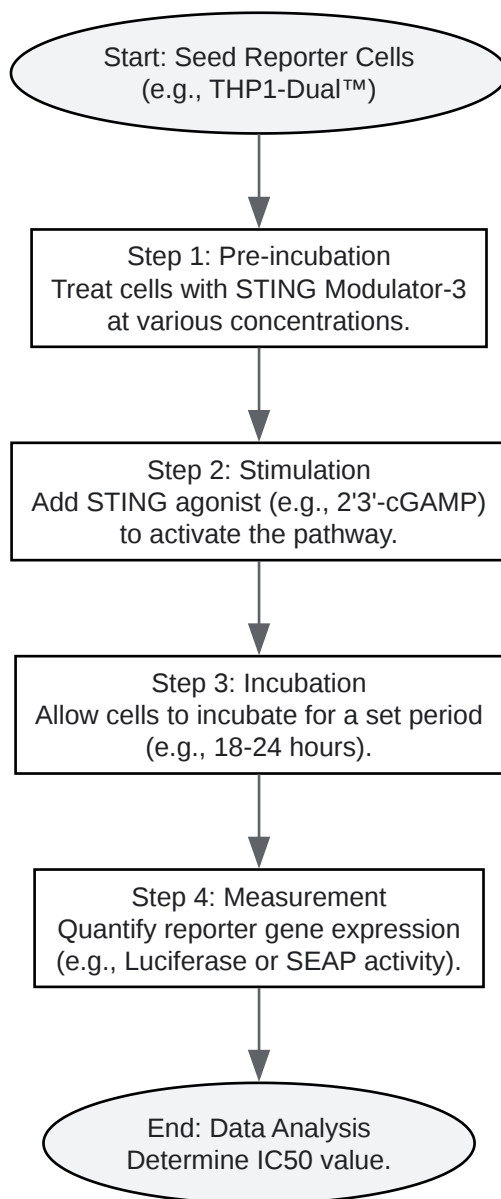 Start: Seed Reporter Cells
(e.g., THP1-Dual™)
Step 1: Pre-incubation
Treat cells with STING Modulator-3
at various concentrations.
Step 2: Stimulation
Add STING agonist (e.g., 2'3'-cGAMP)
to activate the pathway.
Step 3: Incubation
Allow cells to incubate for a set period
(e.g., 18-24 hours).
Step 4: Measurement
Quantify reporter gene expression
(e.g., Luciferase or SEAP activity).
End: Data Analysis
Determine IC50 value.